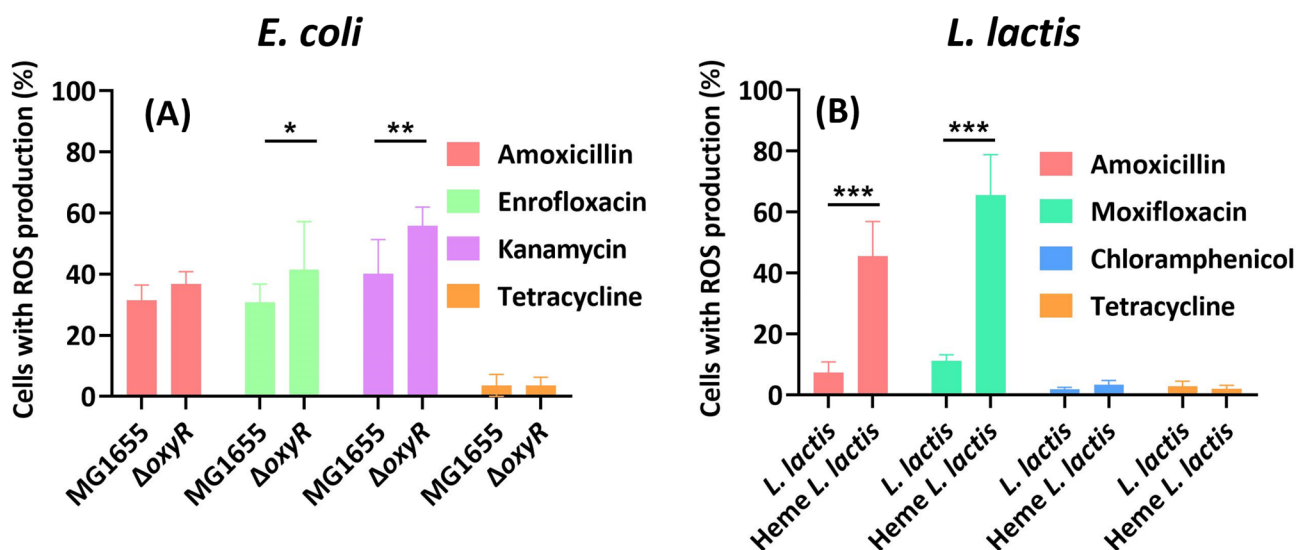 E. coli
L. lactis
Cells with ROS production (%)
100
80
60
40
20
0
(A)
*
**
Amoxicillin
Enrofloxacin
Kanamycin
Tetracycline
MG1655
ΔoxyR
MG1655
ΔoxyR
MG1655
ΔoxyR
MG1655
ΔoxyR
Cells with ROS production (%)
100
80
60
40
20
0
(B)
***
***
Amoxicillin
Moxifloxacin
Chloramphenicol
Tetracycline
L. lactis
Heme L. lactis
L. lactis
Heme L. lactis
L. lactis
Heme L. lactis
L. lactis
Heme L. lactis